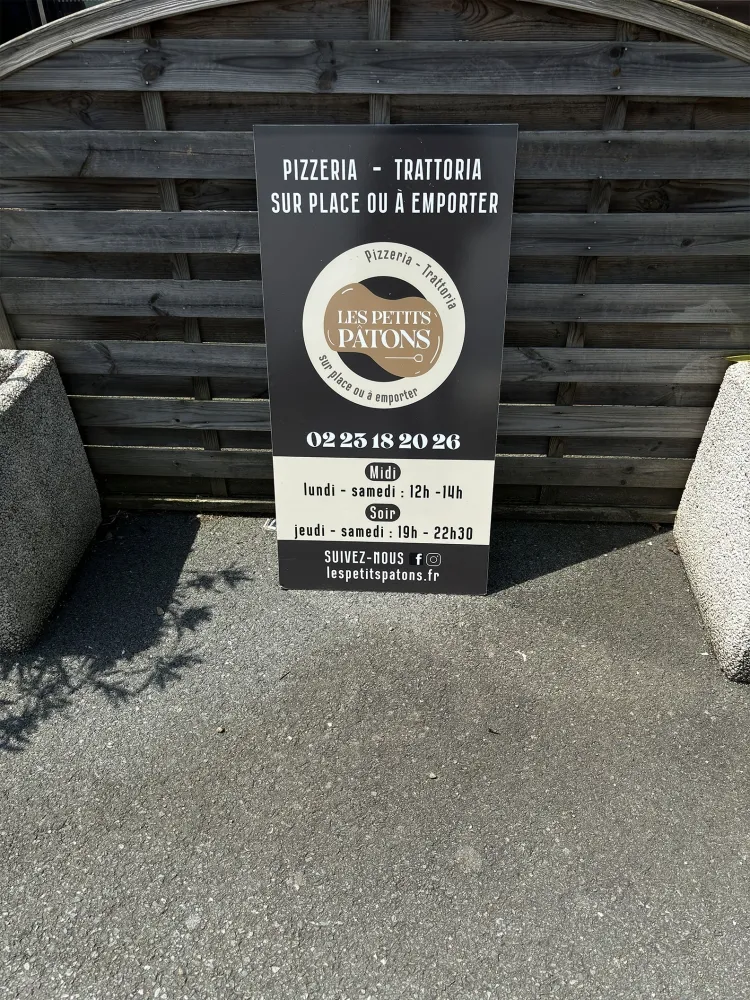 PIZZERIA - TRATTORIA
SUR PLACE OU À EMPORTER
Pizzeria - Trattoria
LES PETITS
PÂTONS
sur place ou à emporter
02 23 18 20 26
Midi
lundi - samedi : 12h -14h
Soir
jeudi - samedi : 19h - 22h30
SUIVEZ-NOUS f
lespetitspatons.fr